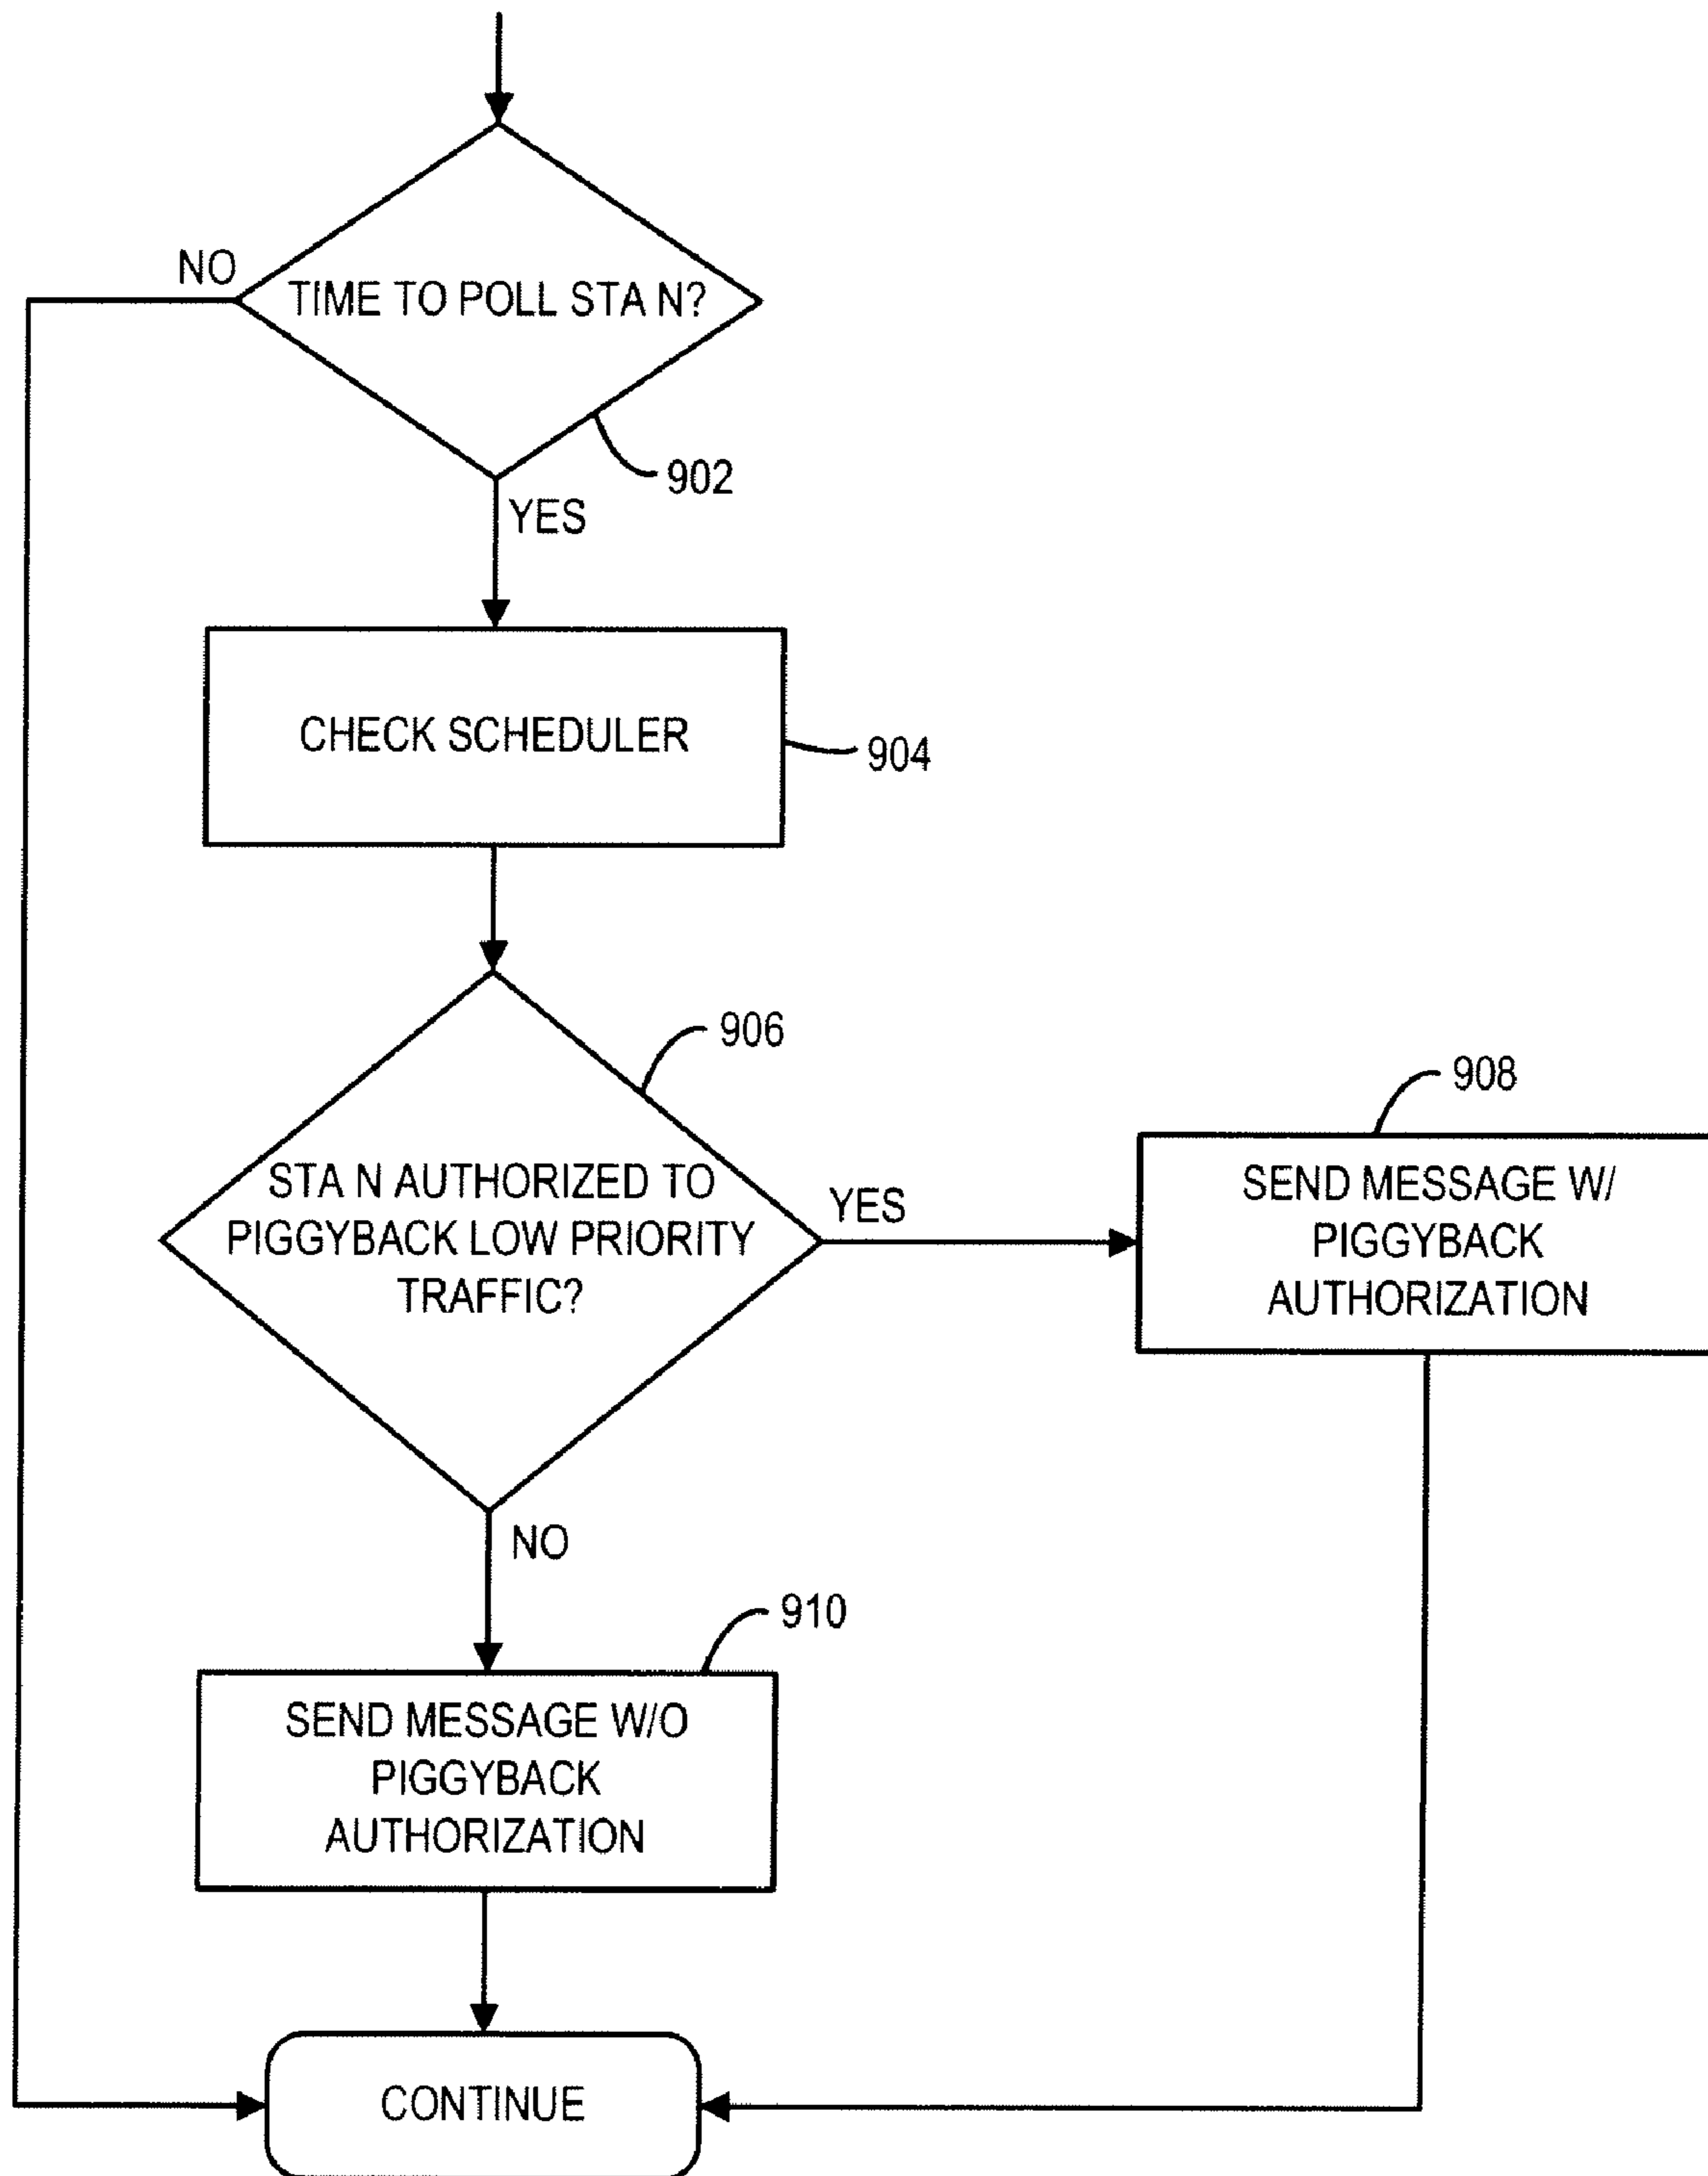 NO
TIME TO POLL STA N?
902
YES
CHECK SCHEDULER
904
906
STA N AUTHORIZED TO
PIGGYBACK LOW PRIORITY
TRAFFIC?
YES
908
SEND MESSAGE W/
PIGGYBACK
AUTHORIZATION
NO
910
SEND MESSAGE W/O
PIGGYBACK
AUTHORIZATION
CONTINUE